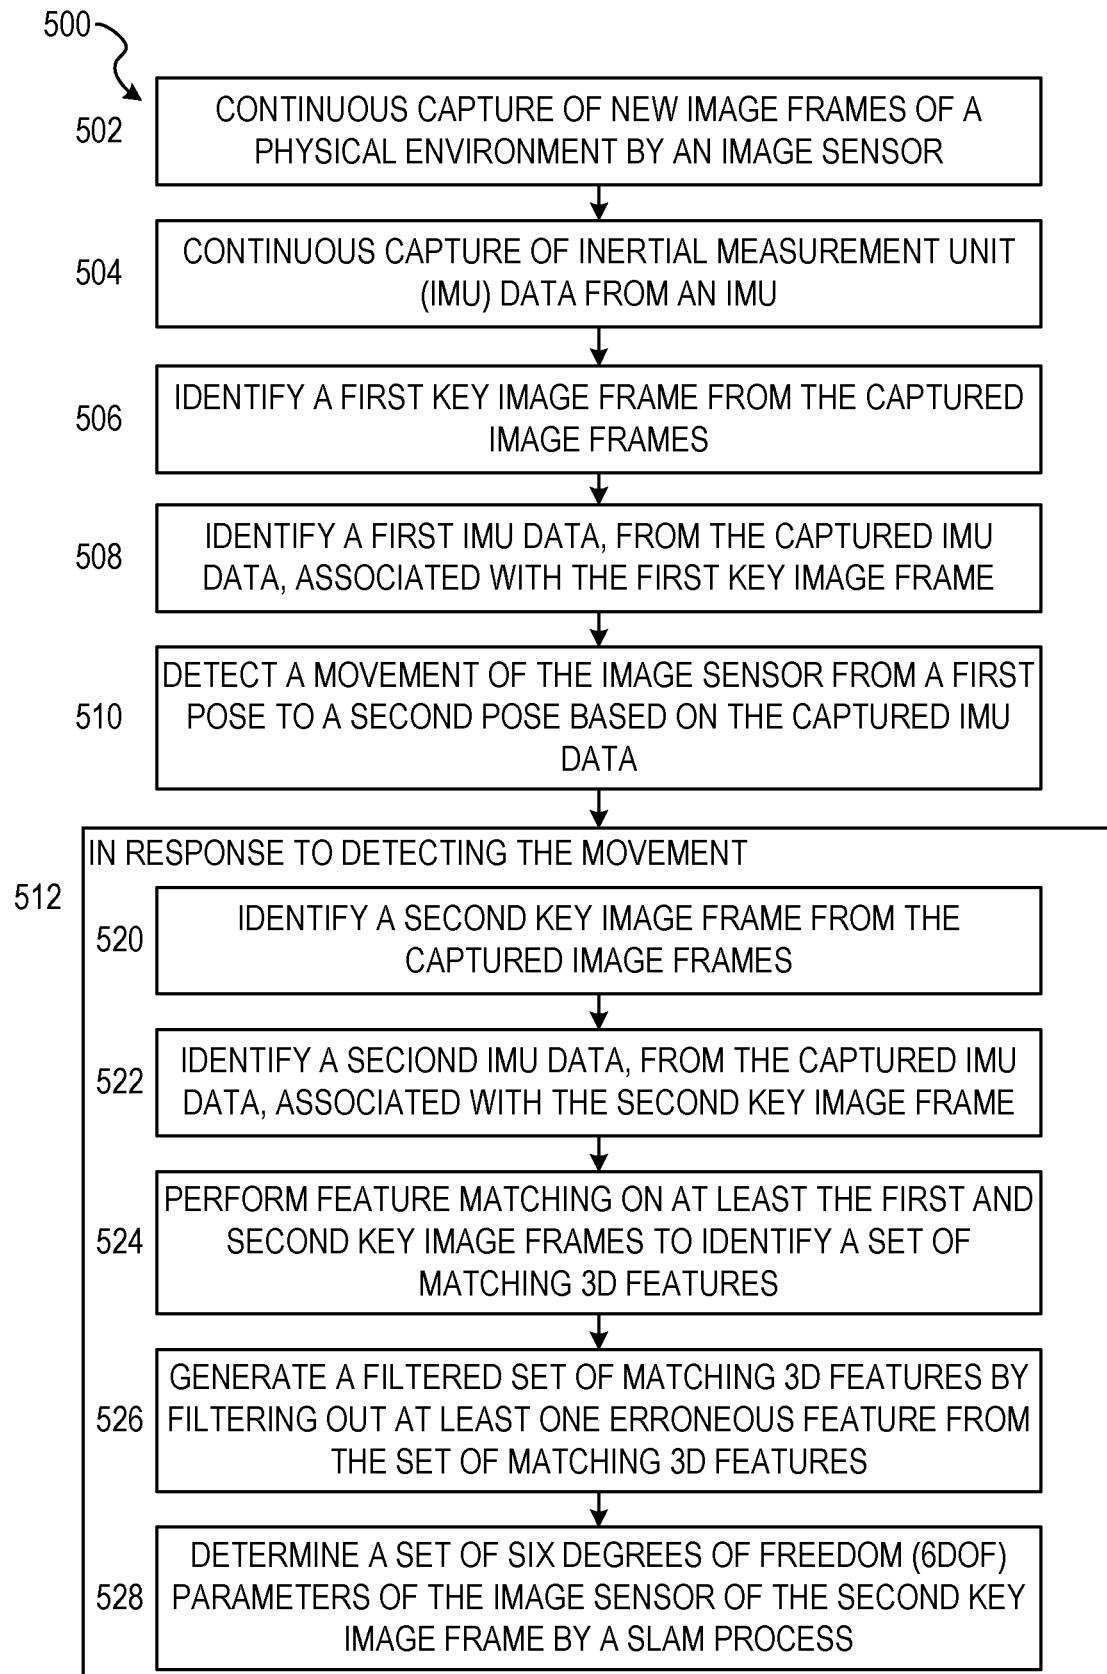 500
502
CONTINUOUS CAPTURE OF NEW IMAGE FRAMES OF A
PHYSICAL ENVIRONMENT BY AN IMAGE SENSOR
504
CONTINUOUS CAPTURE OF INERTIAL MEASUREMENT UNIT
(IMU) DATA FROM AN IMU
506
IDENTIFY A FIRST KEY IMAGE FRAME FROM THE CAPTURED
IMAGE FRAMES
508
IDENTIFY A FIRST IMU DATA, FROM THE CAPTURED IMU
DATA, ASSOCIATED WITH THE FIRST KEY IMAGE FRAME
510
DETECT A MOVEMENT OF THE IMAGE SENSOR FROM A FIRST
POSE TO A SECOND POSE BASED ON THE CAPTURED IMU
DATA
512
IN RESPONSE TO DETECTING THE MOVEMENT
520
IDENTIFY A SECOND KEY IMAGE FRAME FROM THE
CAPTURED IMAGE FRAMES
522
IDENTIFY A SECIOND IMU DATA, FROM THE CAPTURED IMU
DATA, ASSOCIATED WITH THE SECOND KEY IMAGE FRAME
524
PERFORM FEATURE MATCHING ON AT LEAST THE FIRST AND
SECOND KEY IMAGE FRAMES TO IDENTIFY A SET OF
MATCHING 3D FEATURES
526
GENERATE A FILTERED SET OF MATCHING 3D FEATURES BY
FILTERING OUT AT LEAST ONE ERRONEOUS FEATURE FROM
THE SET OF MATCHING 3D FEATURES
528
DETERMINE A SET OF SIX DEGREES OF FREEDOM (6DOF)
PARAMETERS OF THE IMAGE SENSOR OF THE SECOND KEY
IMAGE FRAME BY A SLAM PROCESS